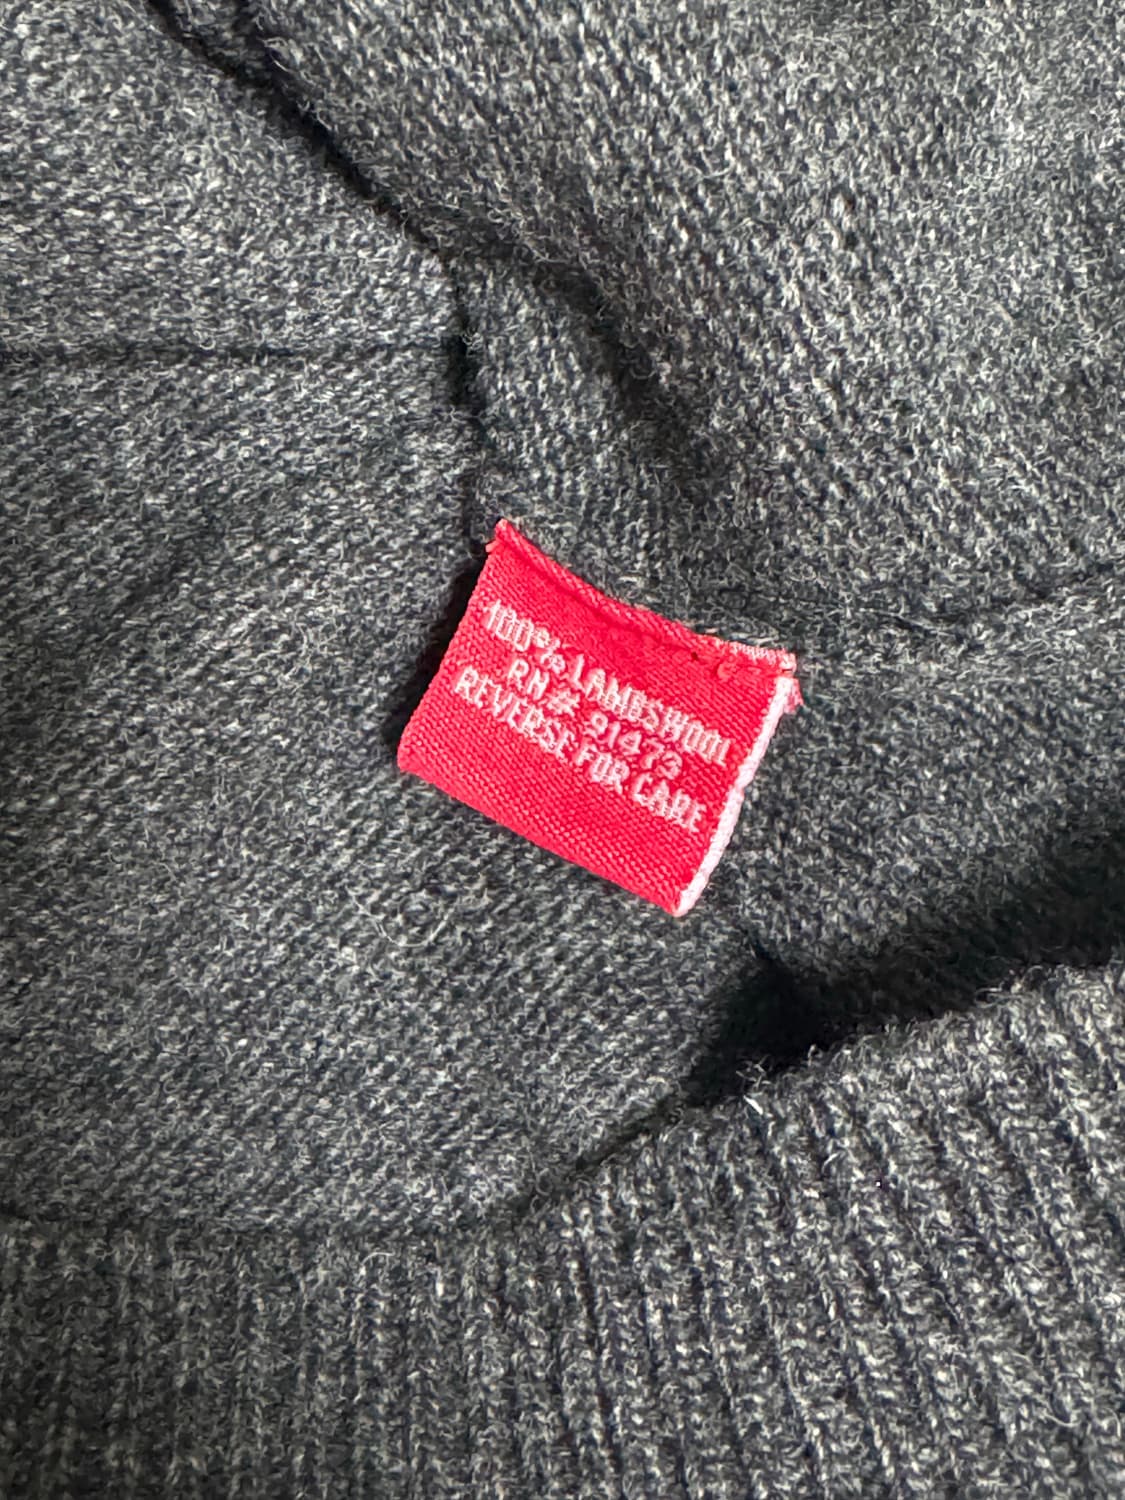 100% LAMBSWOOL
RN # 91473
REVERSE FOR CARE